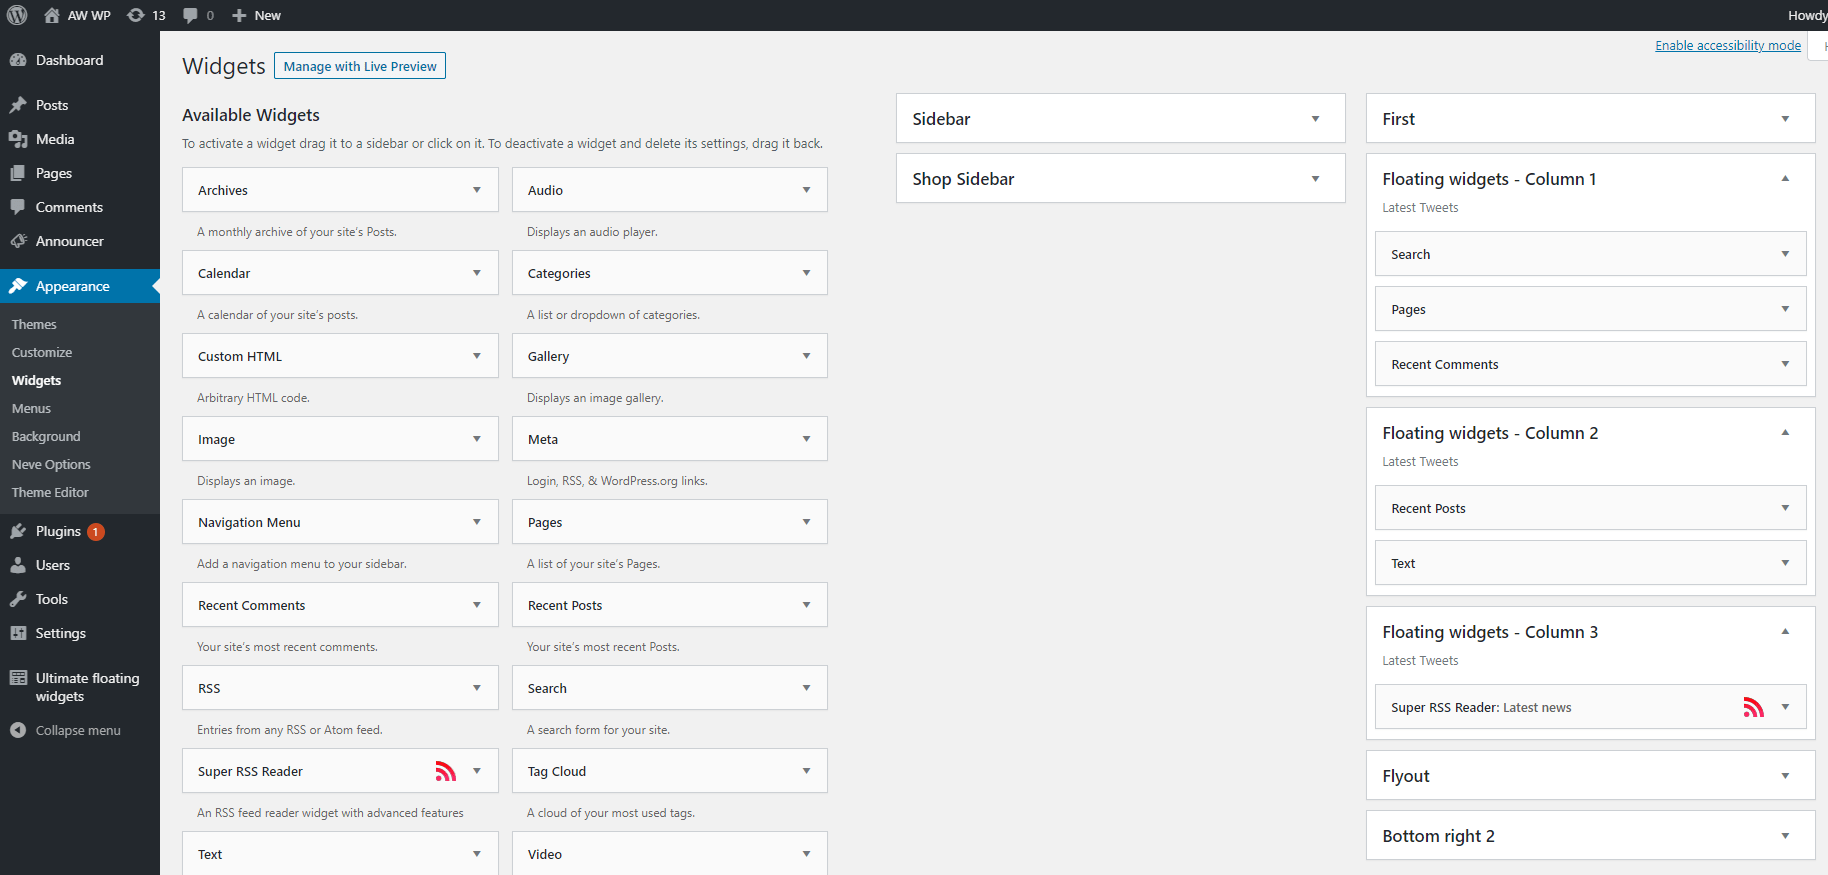 AW WP 13 0 New Howdy
Dashboard
Posts
Media
Pages
Comments
Announcer
Appearance
Themes
Customize
Widgets
Menus
Background
Neve Options
Theme Editor
Plugins 1
Users
Tools
Settings
Ultimate floating
widgets
Collapse menu
Enable accessibility mode
Widgets Manage with Live Preview
Available Widgets
To activate a widget drag it to a sidebar or click on it. To deactivate a widget and delete its settings, drag it back.
Archives Audio
A monthly archive of your site’s Posts. Displays an audio player.
Calendar Categories
A calendar of your site’s posts. A list or dropdown of categories.
Custom HTML Gallery
Arbitrary HTML code. Displays an image gallery.
Image Meta
Displays an image. Login, RSS, & WordPress.org links.
Navigation Menu Pages
Add a navigation menu to your sidebar. A list of your site’s Pages.
Recent Comments Recent Posts
Your site’s most recent comments. Your site’s most recent Posts.
RSS Search
Entries from any RSS or Atom feed. A search form for your site.
Super RSS Reader Tag Cloud
An RSS feed reader widget with advanced features A cloud of your most used tags.
Text Video
Sidebar
Shop Sidebar
First
Floating widgets - Column 1
Latest Tweets
Search
Pages
Recent Comments
Floating widgets - Column 2
Latest Tweets
Recent Posts
Text
Floating widgets - Column 3
Latest Tweets
Super RSS Reader: Latest news
Flyout
Bottom right 2